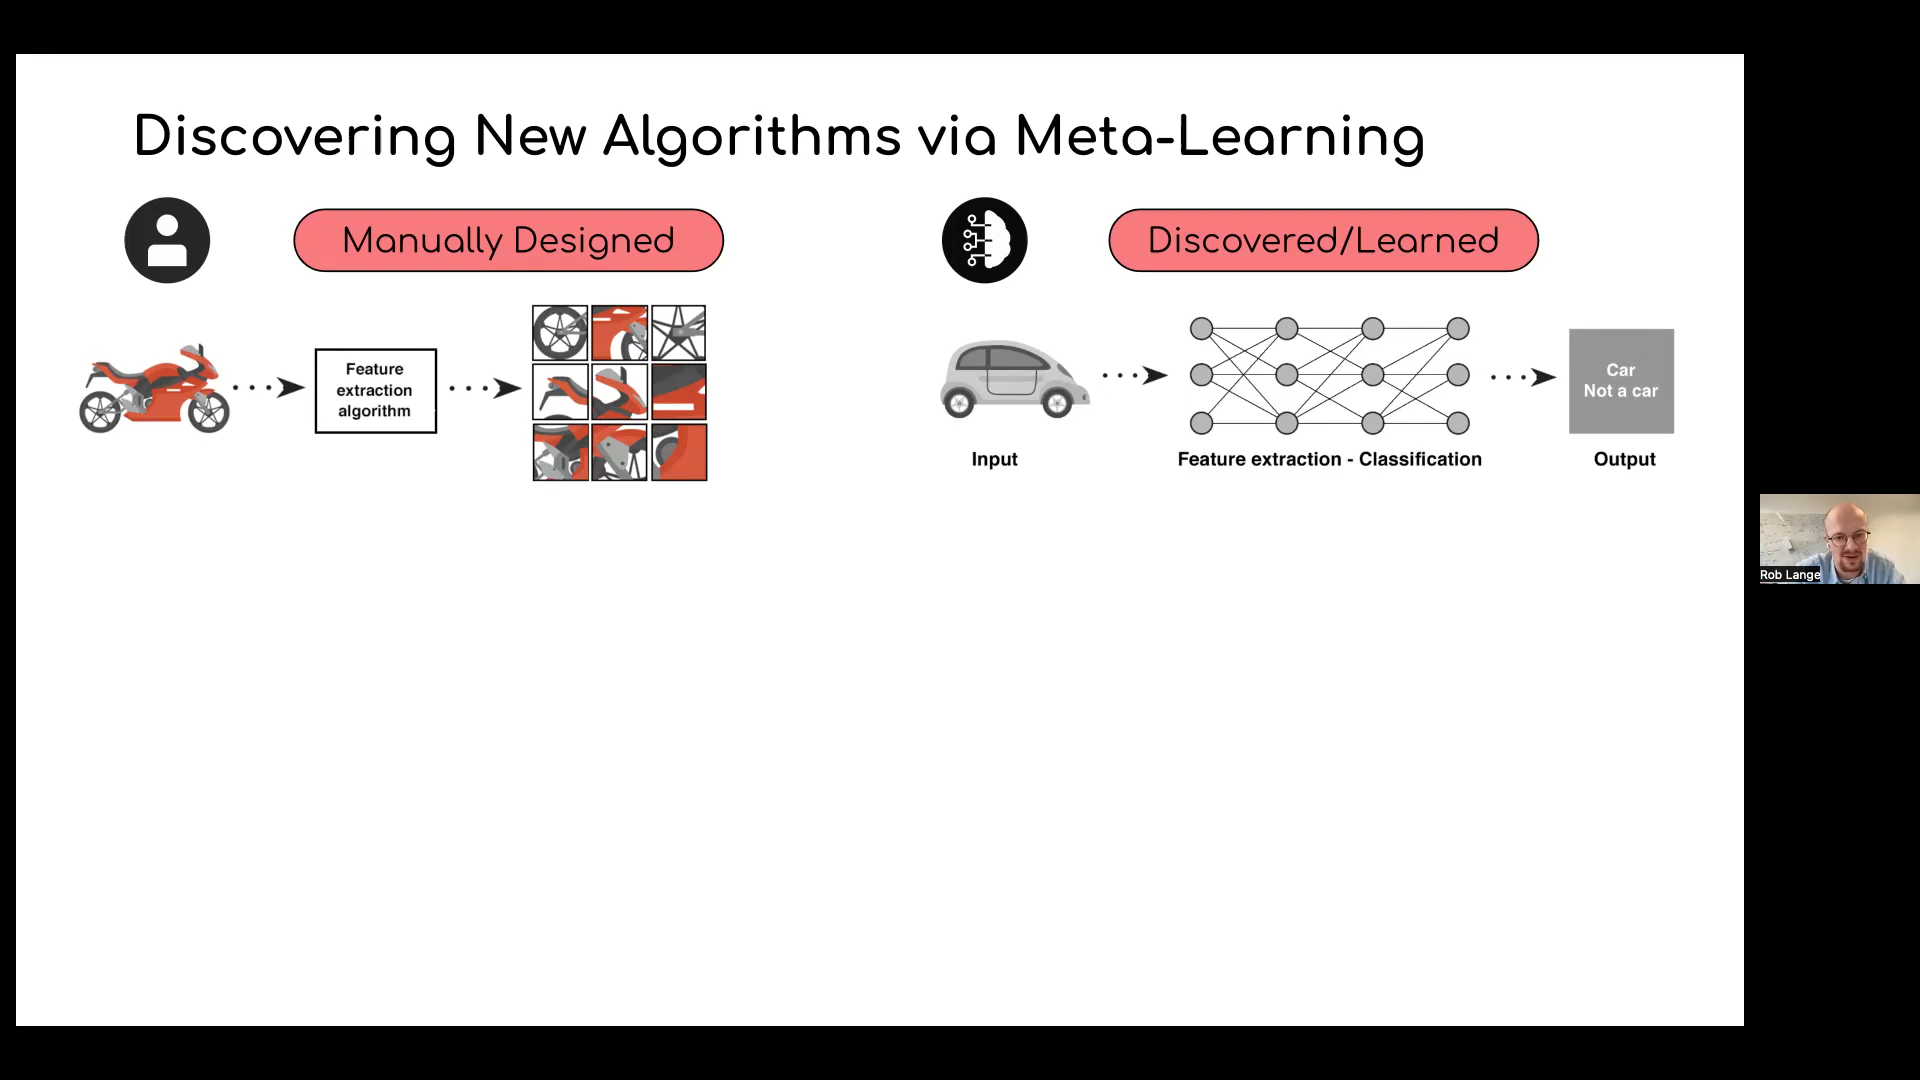 Discovering New Algorithms via Meta-Learning
Manually Designed
Discovered/Learned
Feature
extraction
algorithm
Car
Not a car
Input
Feature extraction - Classification
Output
Rob Lange